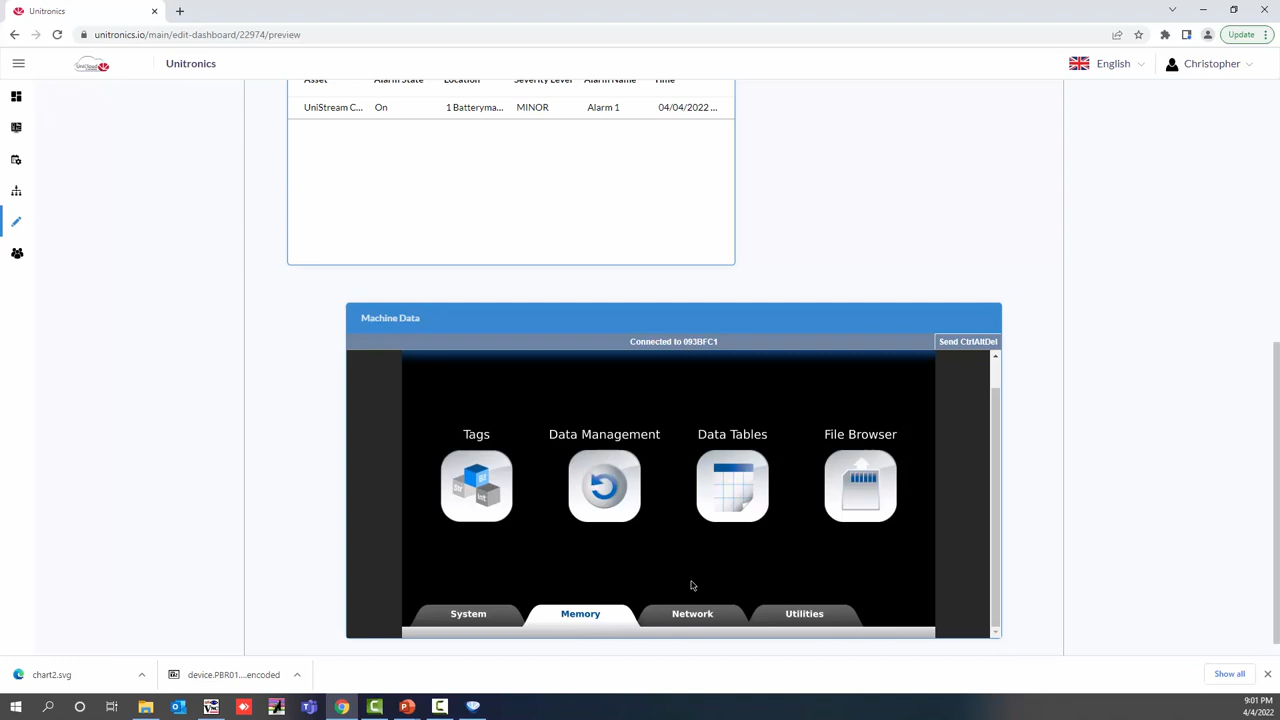 Unitronics
Update
unitronics.io/main/edit-dashboard/22974/preview
UniCloud
Unitronics
English
Christopher
Asset Alarm State Location Severity Level Alarm Name Time
UniStream C... On 1 Batteryma... MINOR Alarm 1 04/04/2022 ...
Machine Data
Connected to 093BFC1
Send CtrlAltDel
Tags Data Management Data Tables File Browser
System Memory Network Utilities
chart2.svg
device.PBR01....encoded
Show all
9:01 PM
4/4/2022